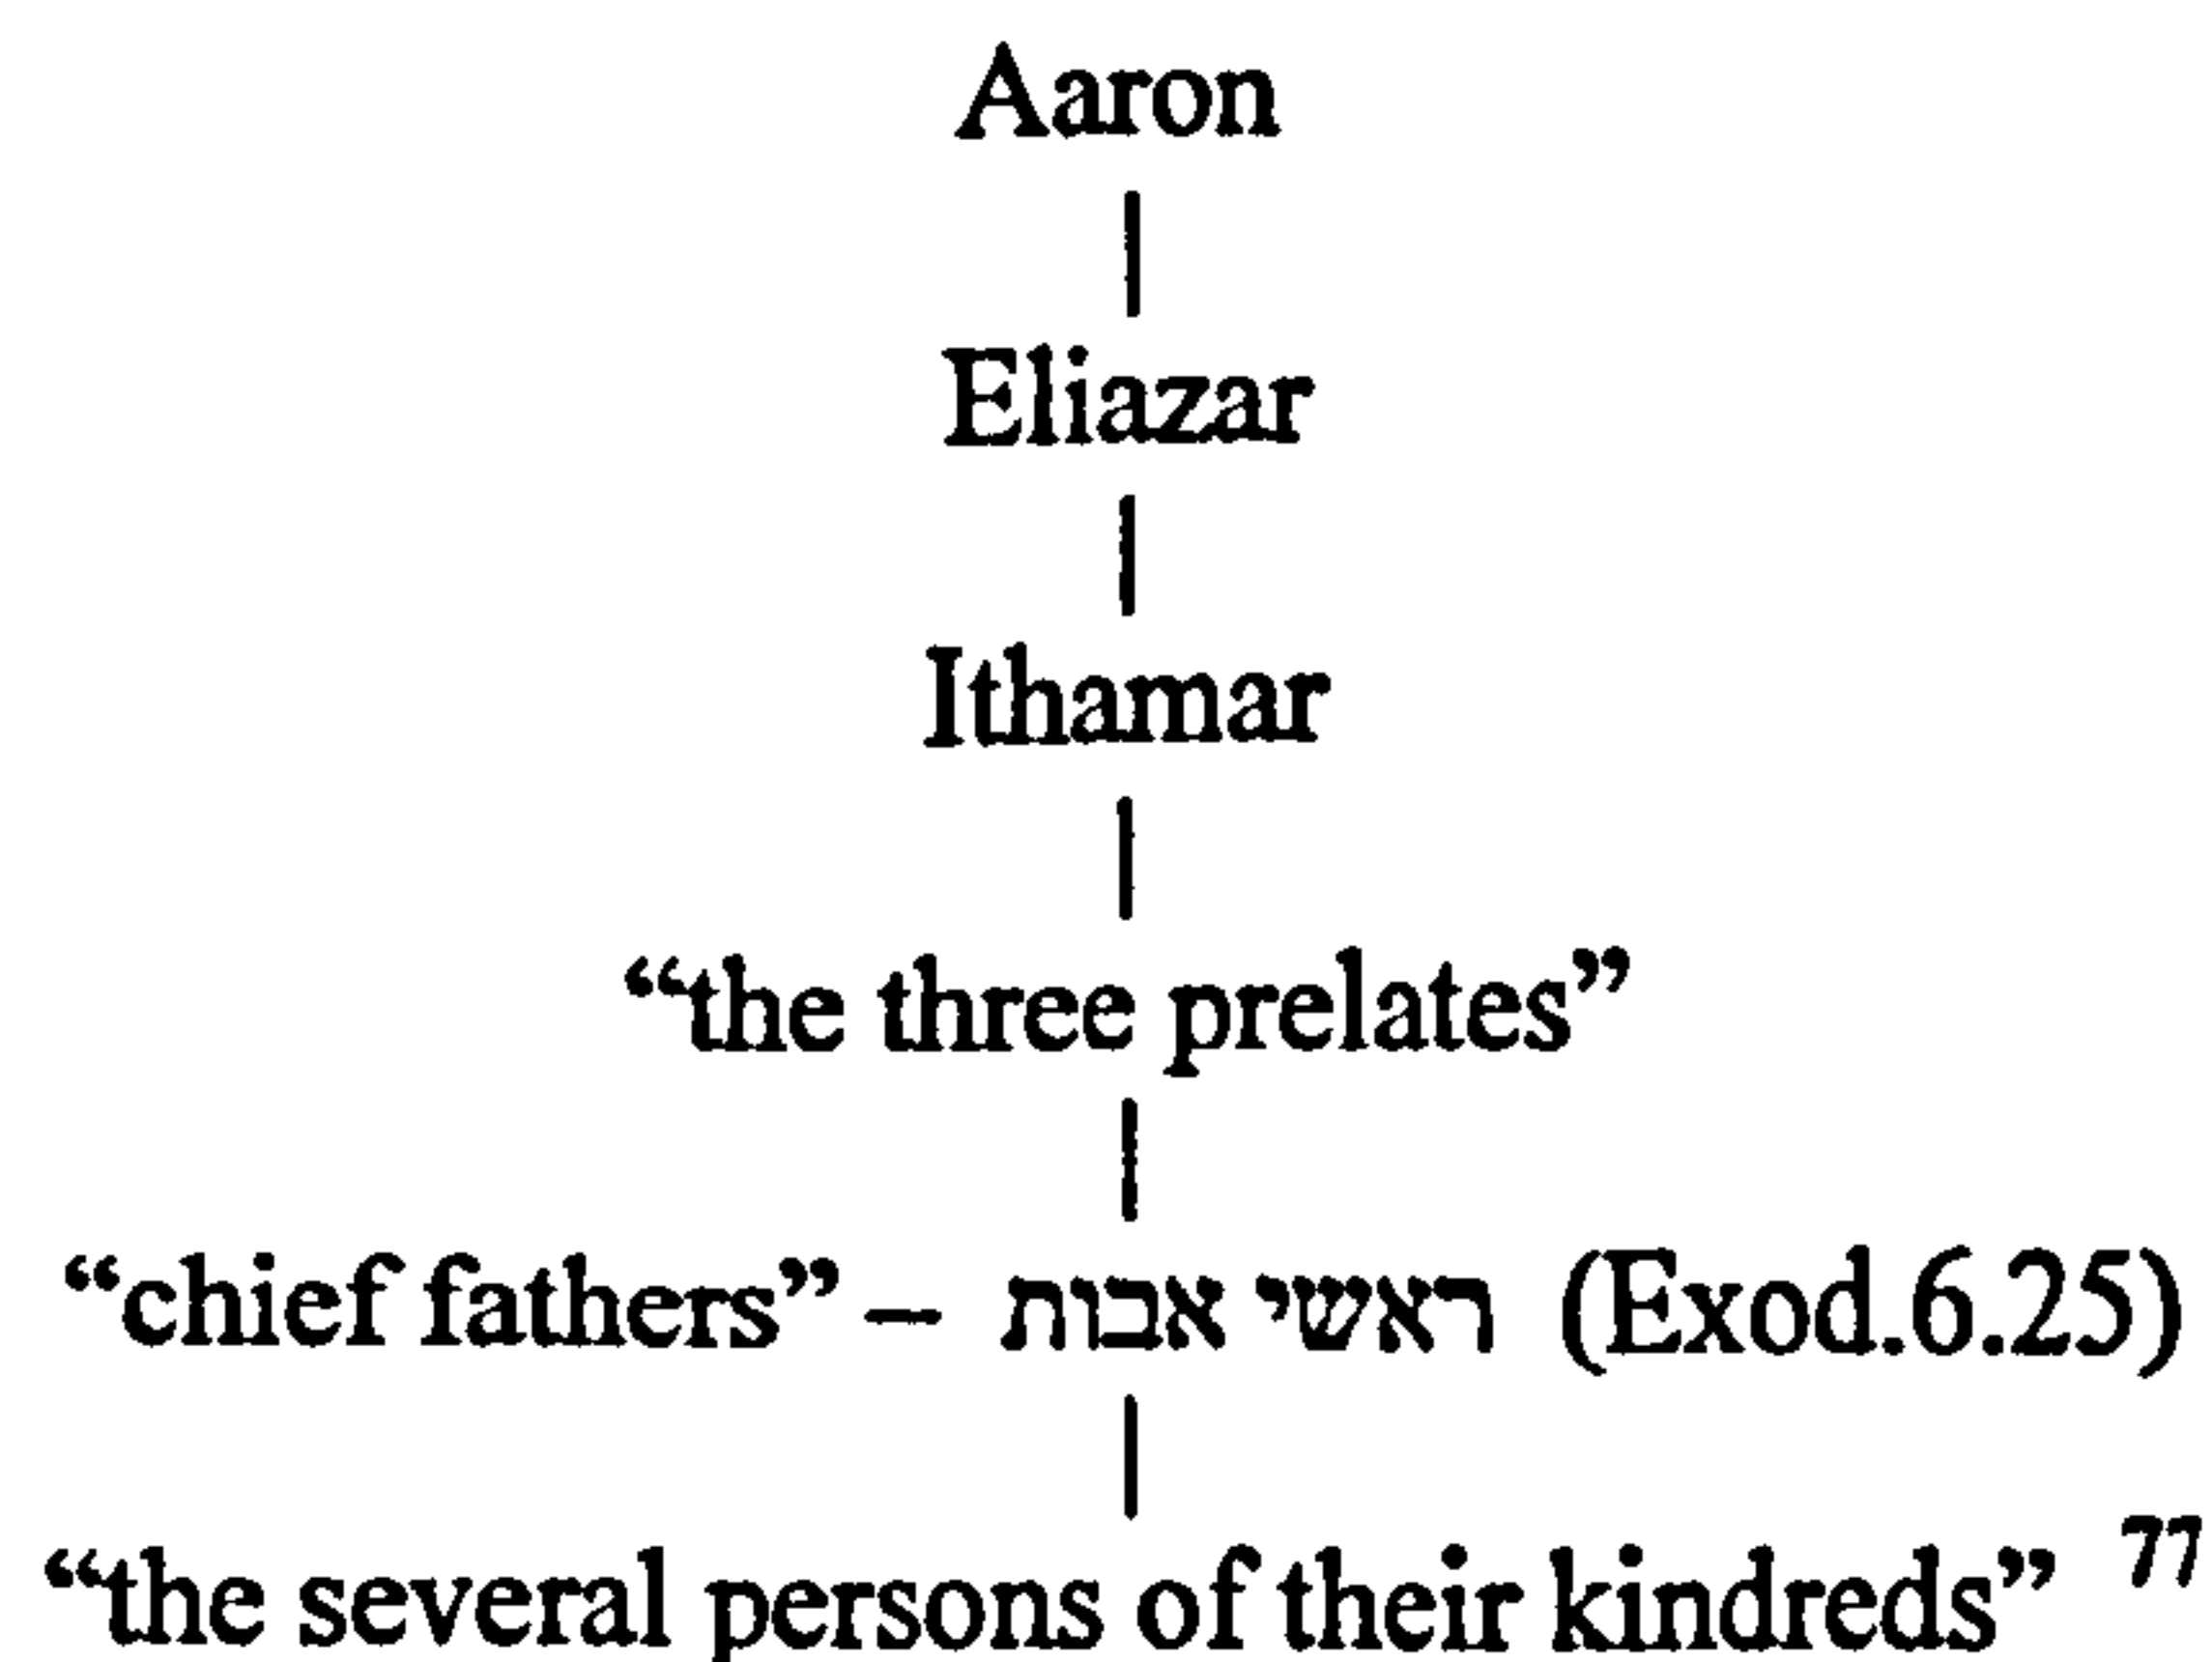 Aaron
Eliazar
Ithamar
“the three prelates”
“chief fathers” – ראשי אבות (Exod.6.25)
“the several persons of their kindreds” 77